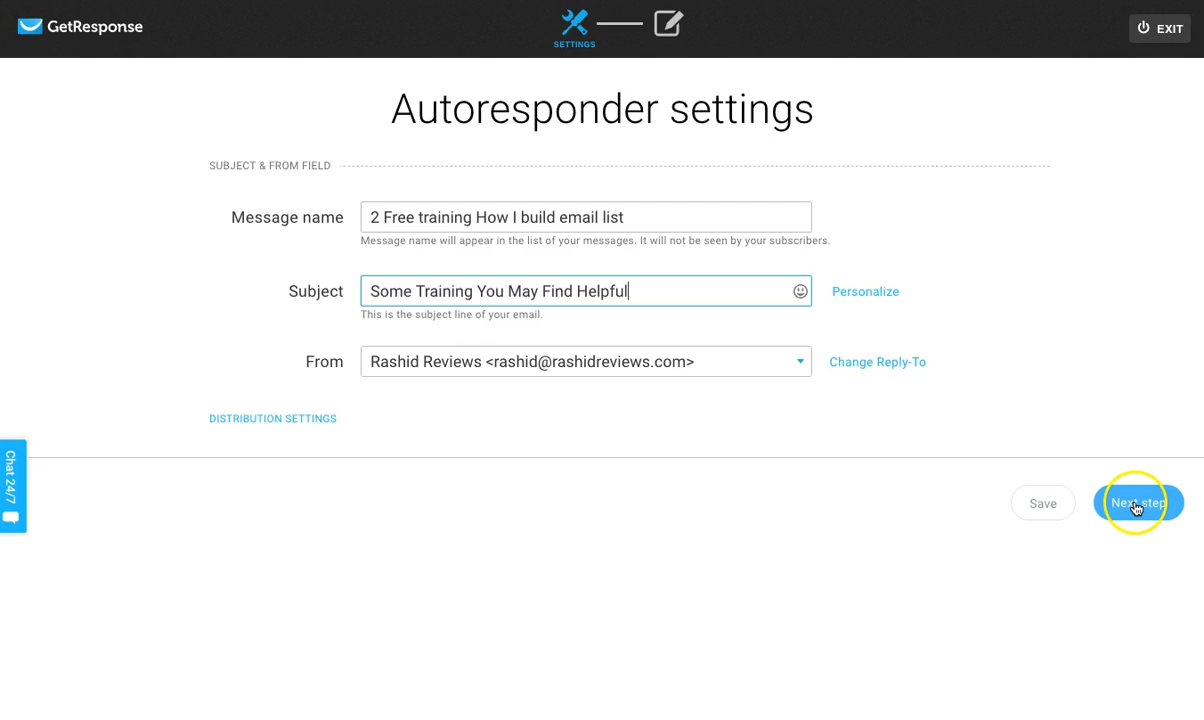 GetResponse
SETTINGS
EXIT
Autoresponder settings
SUBJECT & FROM FIELD
Message name
2 Free training How I build email list
Message name will appear in the list of your messages. It will not be seen by your subscribers.
Subject
Some Training You May Find Helpful
Personalize
This is the subject line of your email.
From
Rashid Reviews <rashid@rashidreviews.com>
Change Reply-To
DISTRIBUTION SETTINGS
Chat 24/7
Save
Next step